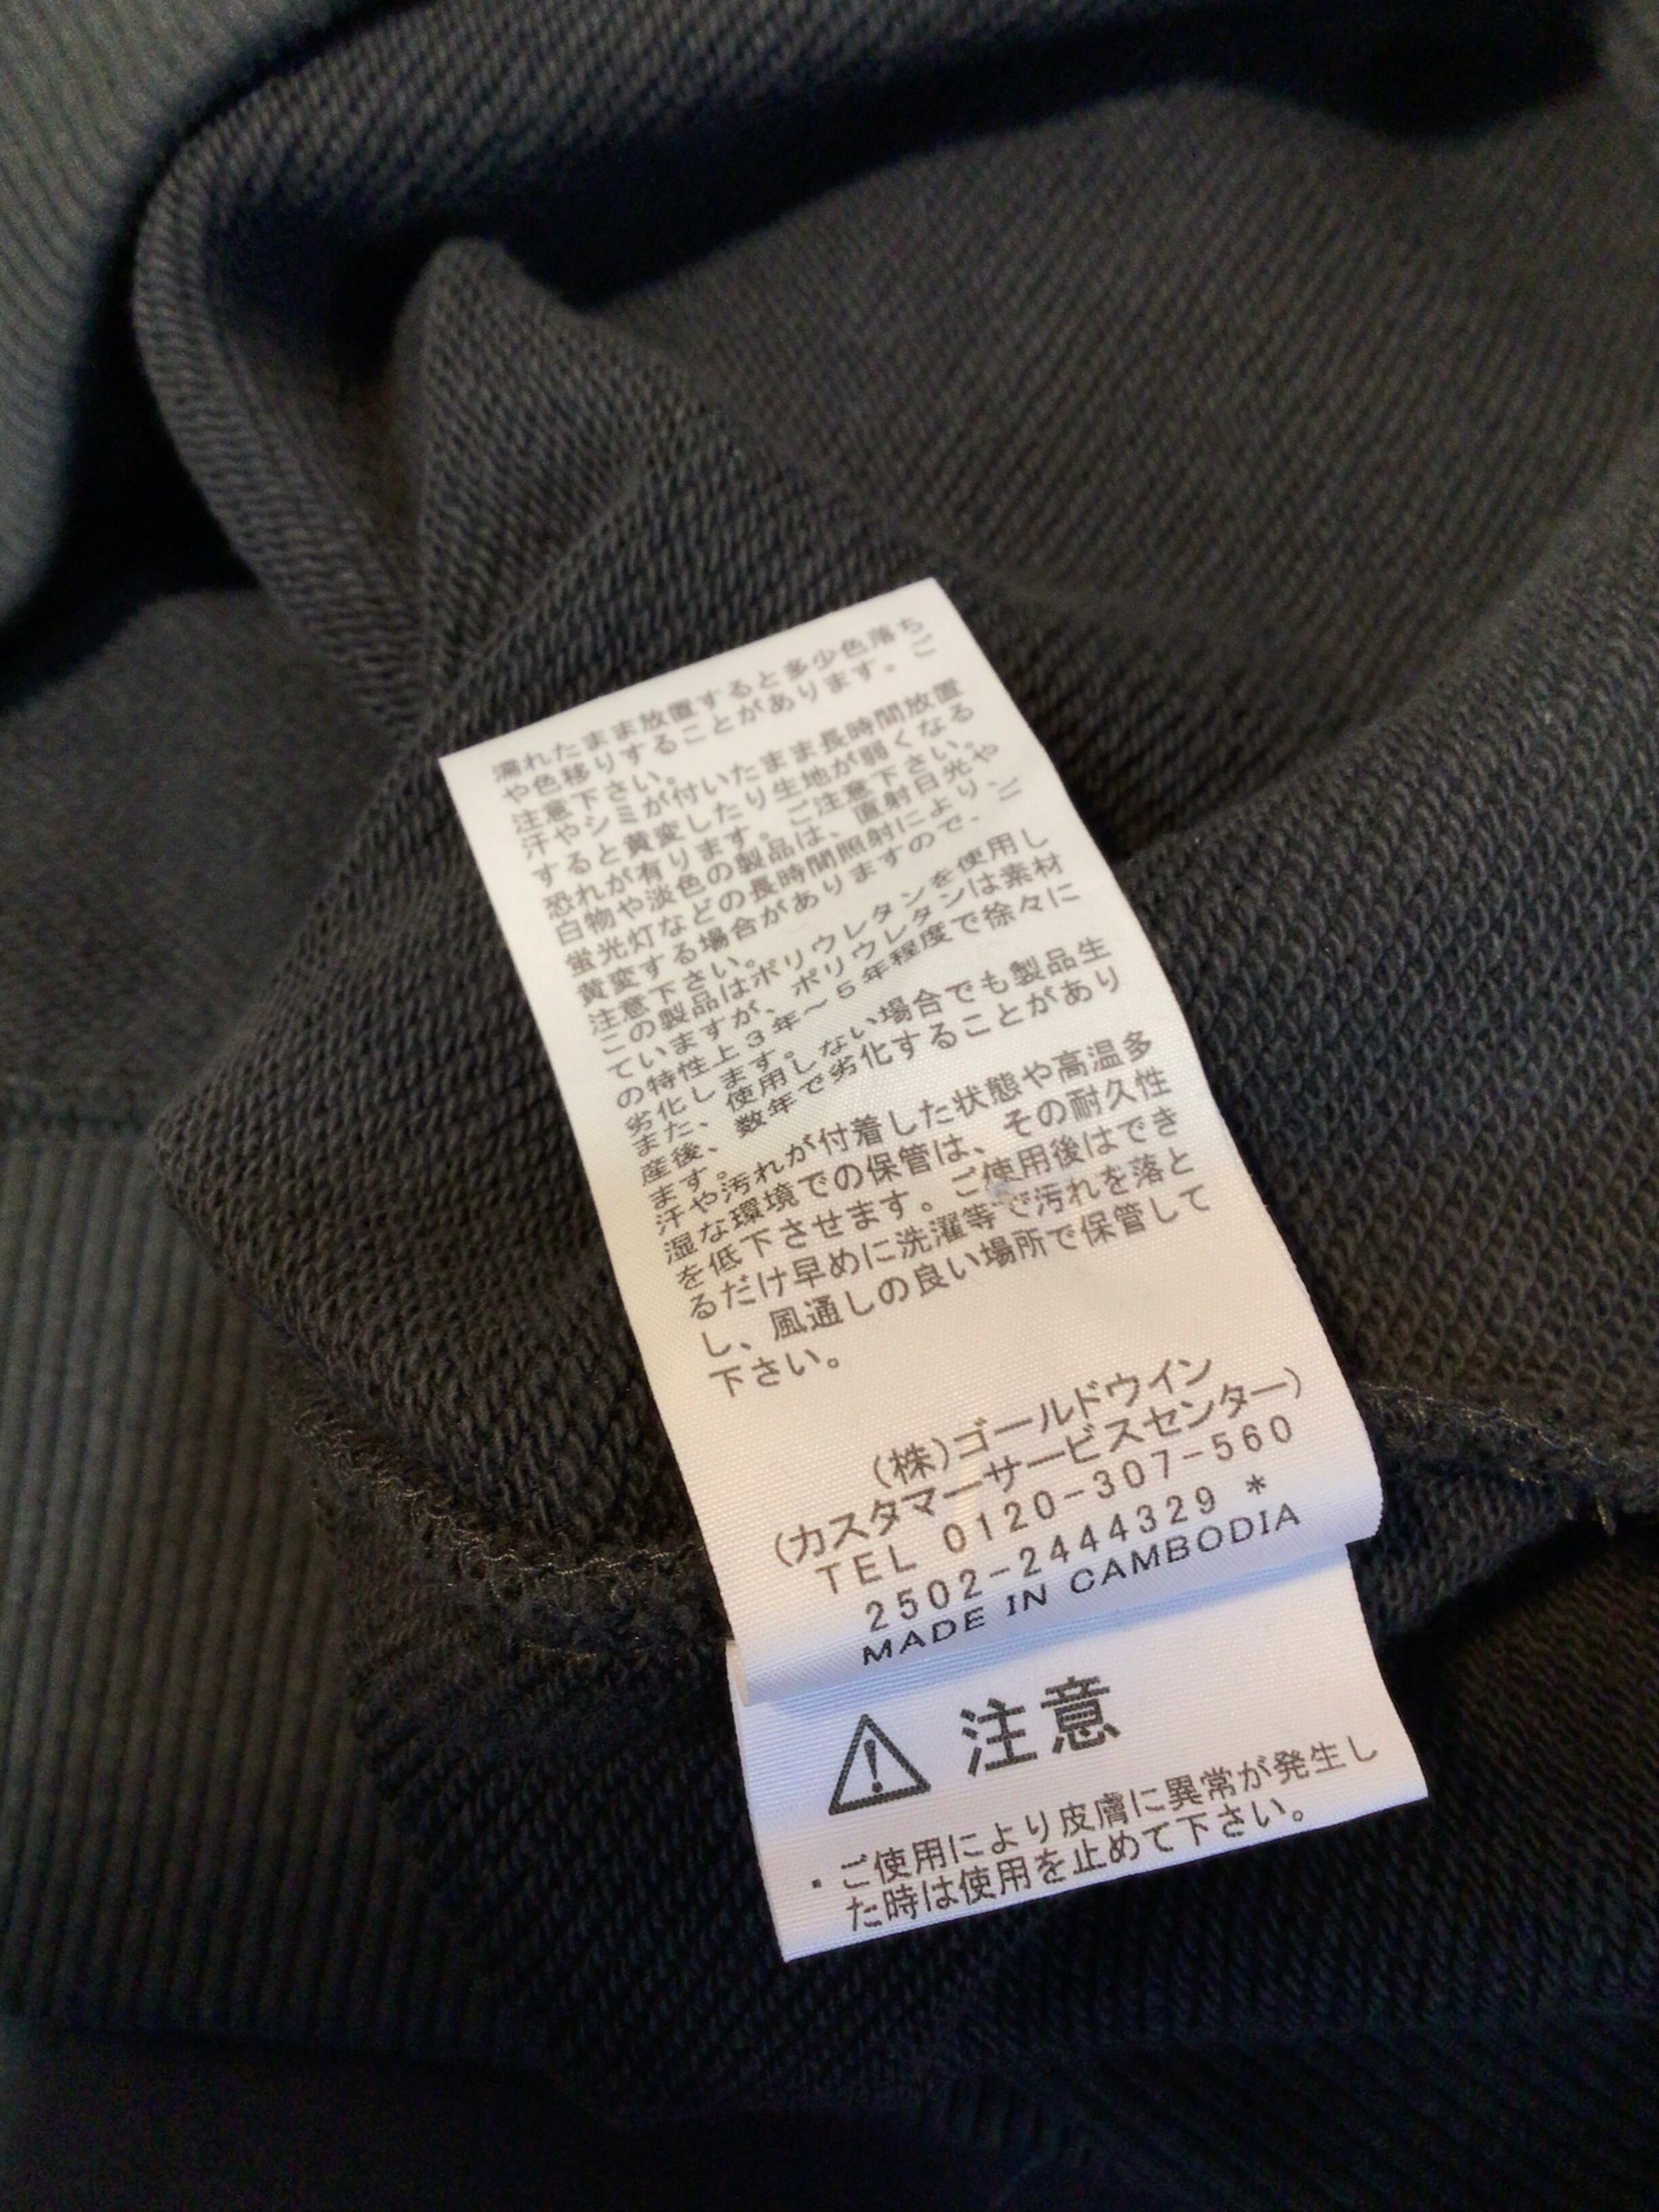 濡れたまま放置すると多少色落ち
や色移りすることがあります。ご
注意下さい。
汗やシミが付いたまま長時間放置
すると黄変したり生地が弱くなる
恐れが有ります。ご注意下さい。
白物や淡色の製品は、直射日光や
蛍光灯などの長時間照射により、
黄変する場合がありますので、ご
注意下さい。
この製品はポリウレタンを使用し
ていますが、ポリウレタンは素材
の特性上3年～5年程度で徐々に
劣化します。
また、使用しない場合でも製品生
産後、数年で劣化することがあり
ます。
汗や汚れが付着した状態や高温多
湿な環境での保管は、その耐久性
を低下させます。ご使用後はでき
るだけ早めに洗濯等で汚れを落と
し、風通しの良い場所で保管して
下さい。
(株)ゴールドウイン
(カスタマーサービスセンター)
TEL 0120-307-560
2502-2444329 *
MADE IN CAMBODIA
注意
・ご使用により皮膚に異常が発生し
た時は使用を止めて下さい。